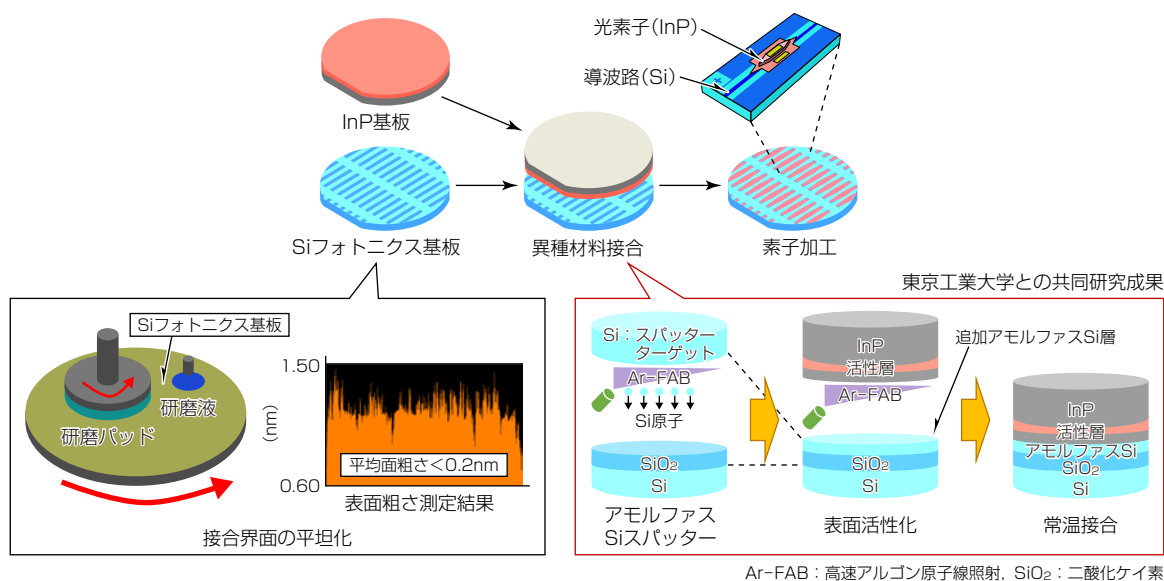 光素子(InP)
導波路(Si)
InP基板
Siフォトニクス基板
異種材料接合
素子加工
東京工業大学との共同研究成果
Siフォトニクス基板
研磨液
研磨パッド
1.50
(nm)
平均面粗さ<0.2nm
0.60
表面粗さ測定結果
接合界面の平坦化
Si:スパッター
ターゲット
Ar-FAB
Si原子
SiO₂
Si
アモルファス
Siスパッター
InP
活性層
Ar-FAB
追加アモルファスSi層
SiO₂
Si
表面活性化
InP
活性層
アモルファスSi
SiO₂
Si
常温接合
Ar-FAB:高速アルゴン原子線照射, SiO₂:二酸化ケイ素